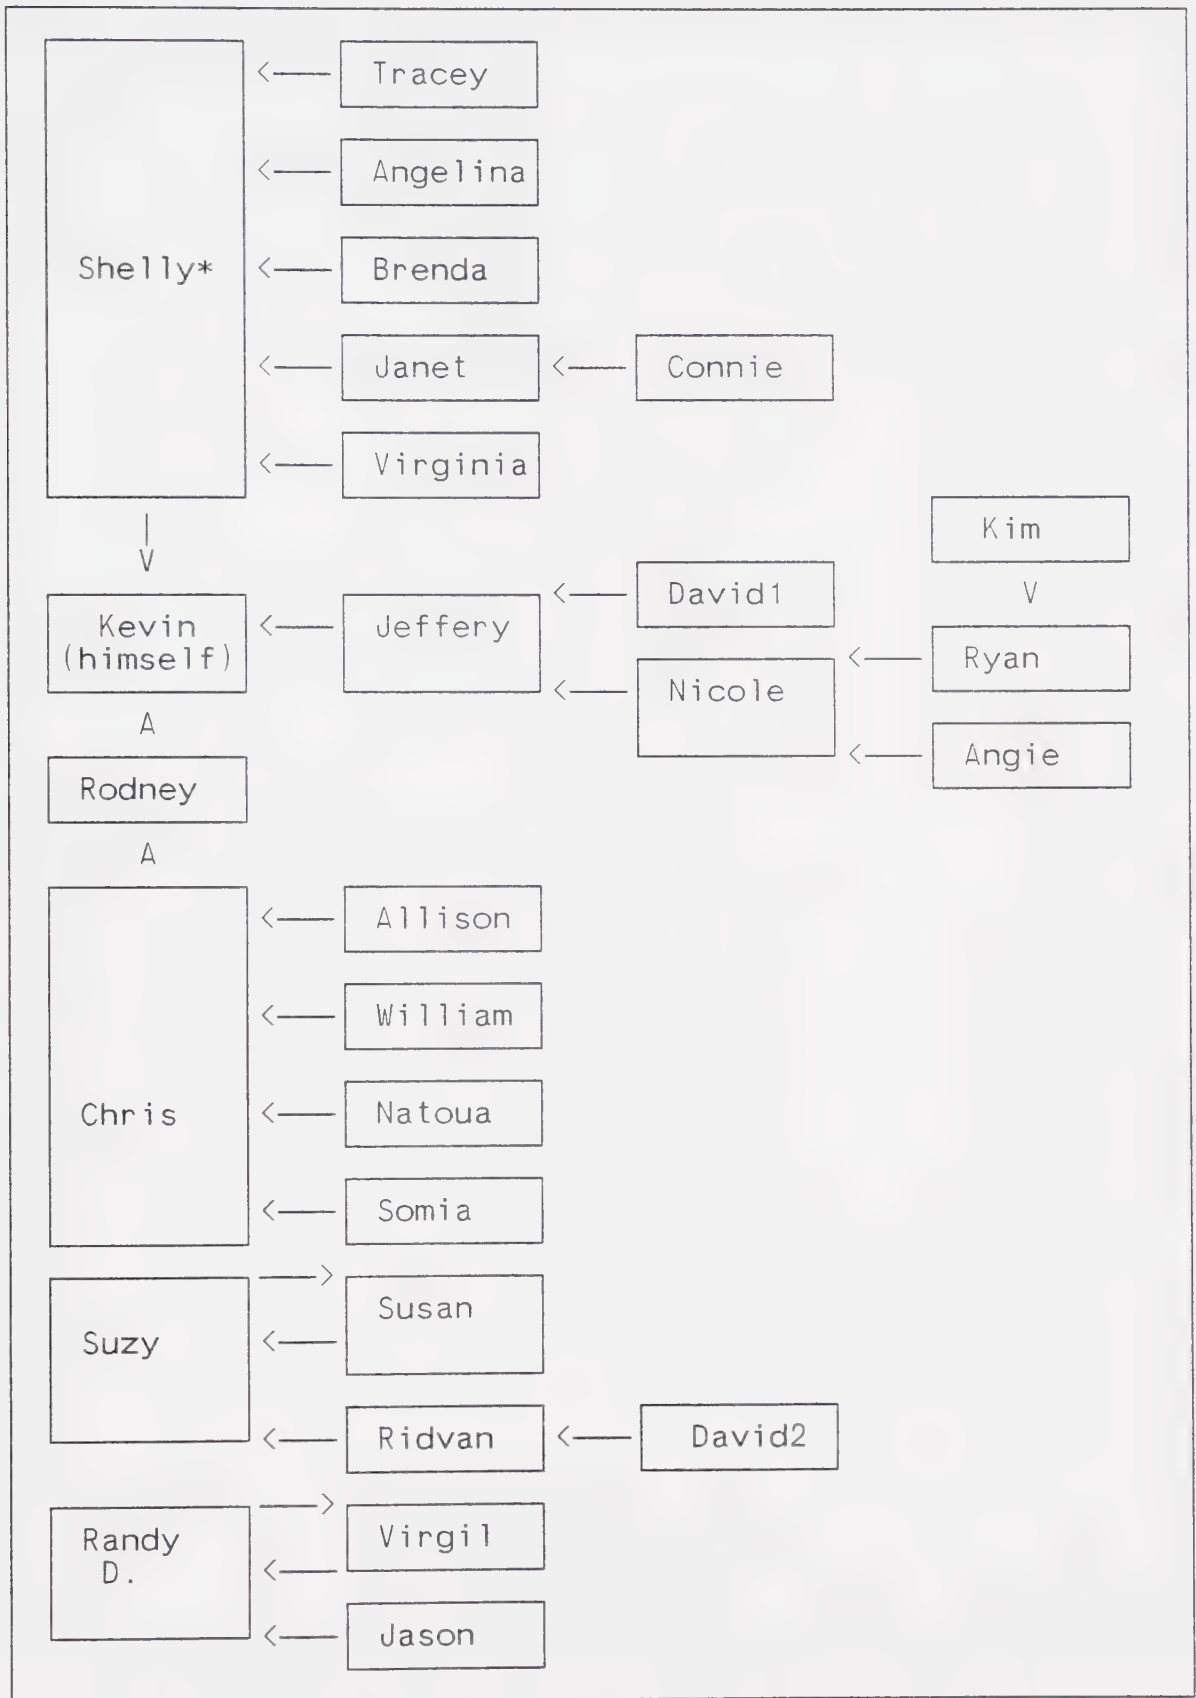 Tracey
Angelina
Shelly*
Brenda
Janet
Connie
Virginia
Kim
David1
Kevin
(himself)
Jeffery
Ryan
Nicole
Angie
Rodney
Allison
William
Chris
Natoua
Somia
Susan
Suzy
Ridvan
David2
Randy
D.
Virgil
Jason